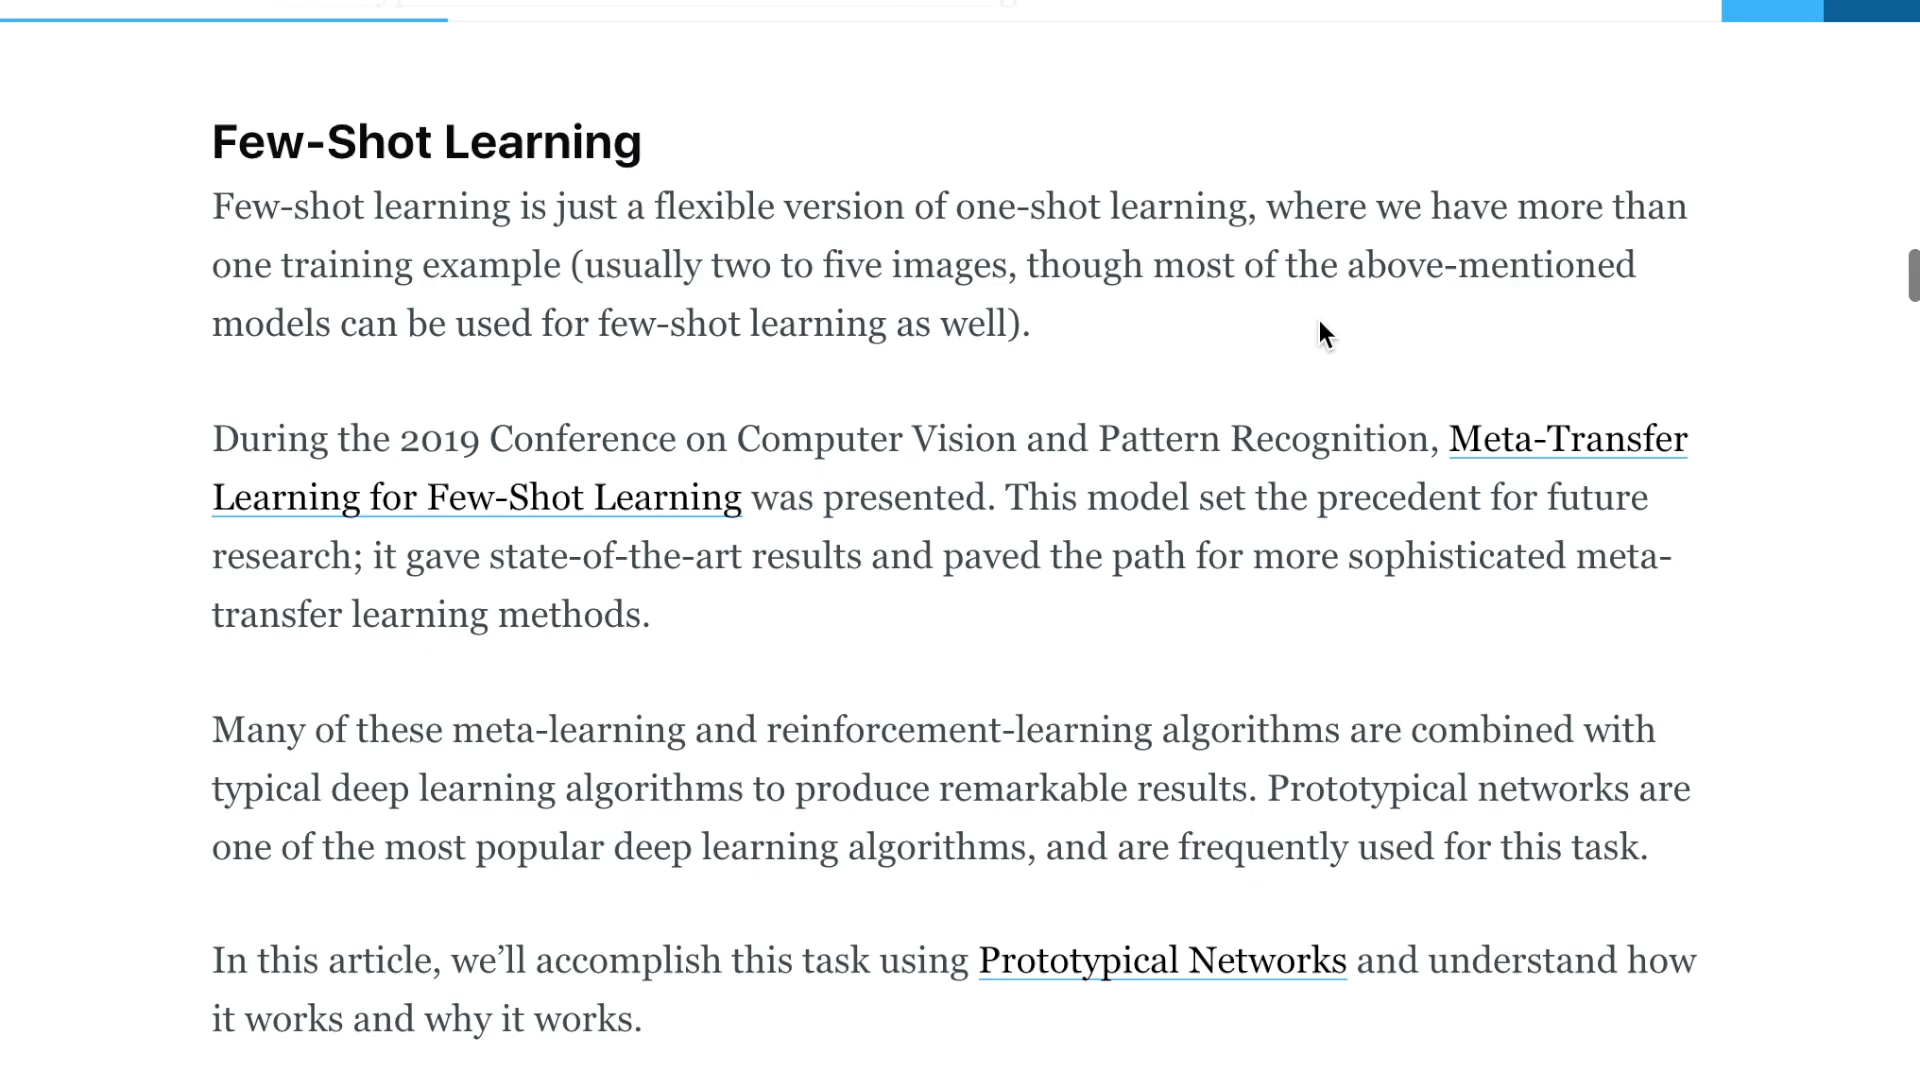 Few-Shot Learning
Few-shot learning is just a flexible version of one-shot learning, where we have more than
one training example (usually two to five images, though most of the above-mentioned
models can be used for few-shot learning as well).
During the 2019 Conference on Computer Vision and Pattern Recognition, Meta-Transfer
Learning for Few-Shot Learning was presented. This model set the precedent for future
research; it gave state-of-the-art results and paved the path for more sophisticated meta-
transfer learning methods.
Many of these meta-learning and reinforcement-learning algorithms are combined with
typical deep learning algorithms to produce remarkable results. Prototypical networks are
one of the most popular deep learning algorithms, and are frequently used for this task.
In this article, we’ll accomplish this task using Prototypical Networks and understand how
it works and why it works.